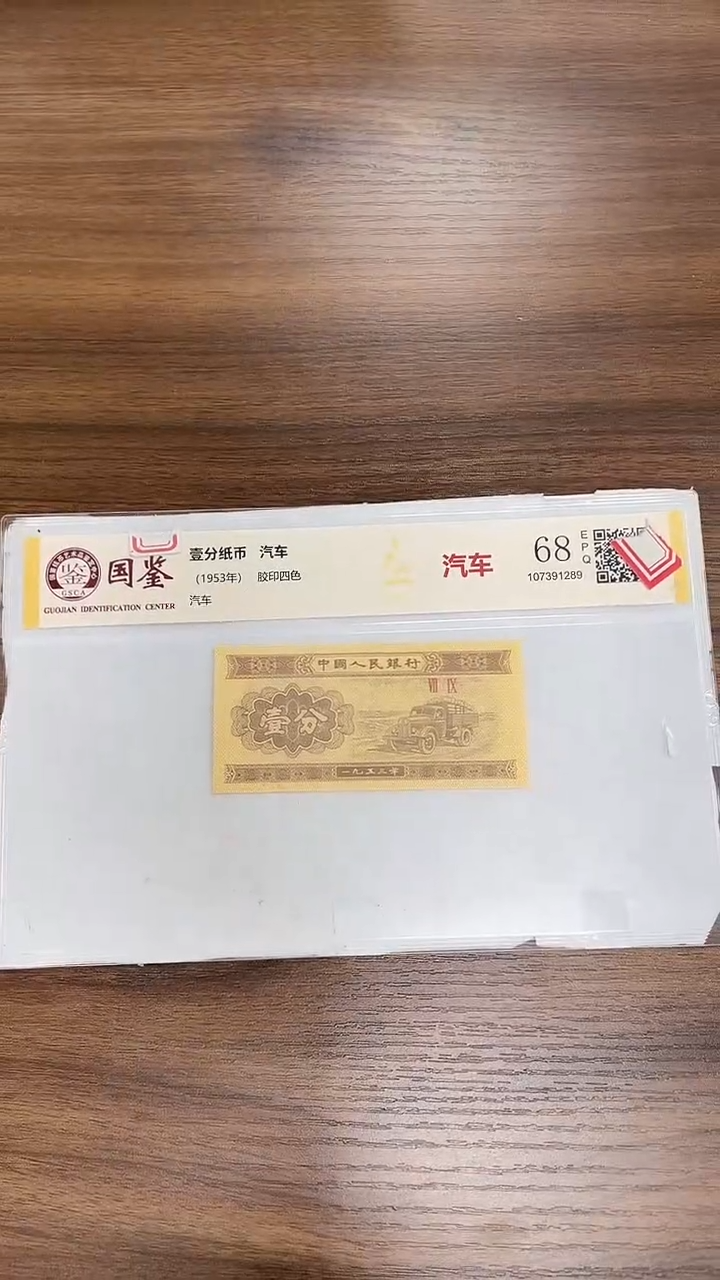 国鉴
GSCA
GUOJIAN IDENTIFICATION CENTER
壹分纸币 汽车
(1953年) 胶印四色
汽车
汽车
68
EPQ
107391289
中國人民銀行
VII IX
壹分
一九五三年